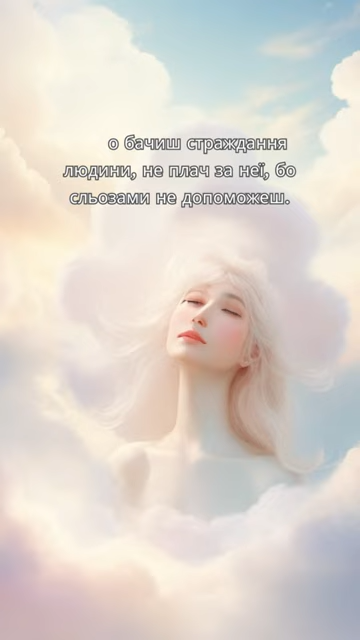 о бачиш страждання
людини, не плач за неї, бо
сльозами не допоможеш.